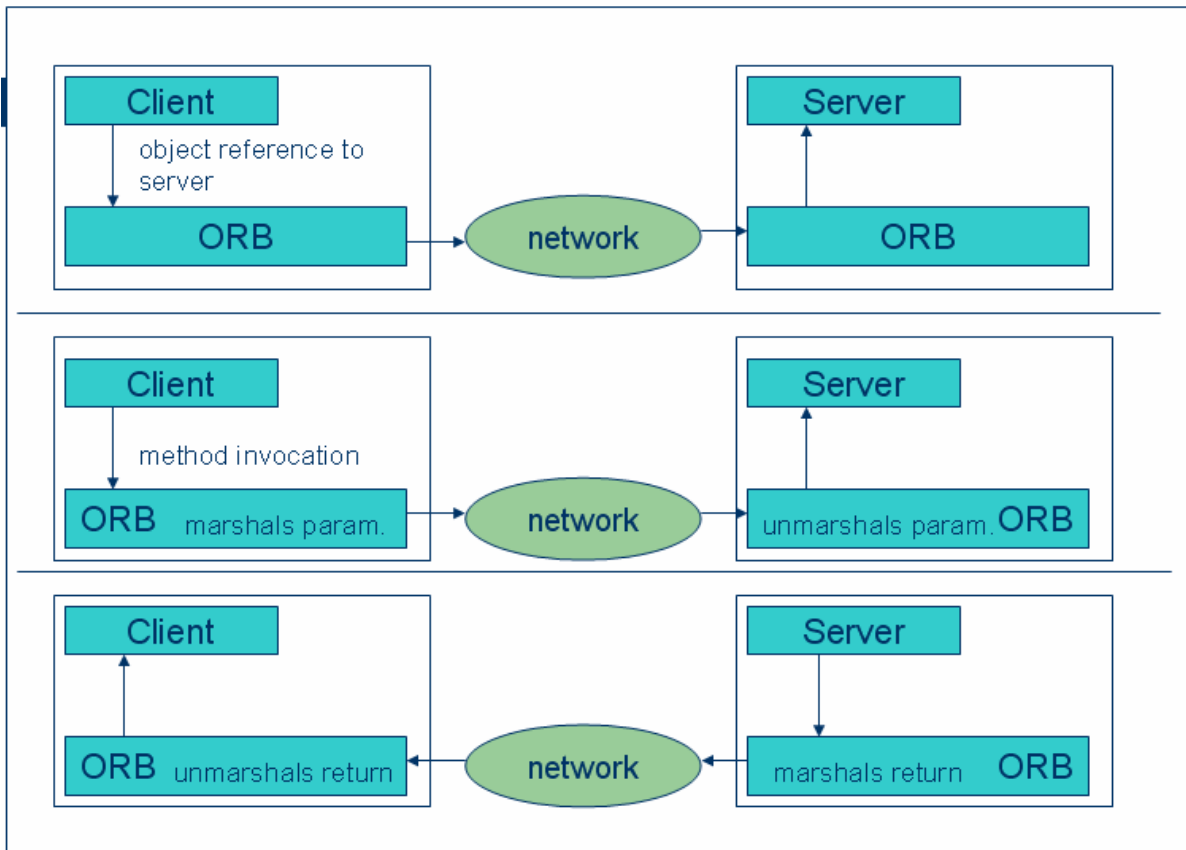 Client
Server
object reference to
server
ORB
network
ORB
Client
Server
method invocation
ORB marshals param.
network
unmarshals param. ORB
Client
Server
ORB unmarshals return
network
marshals return ORB